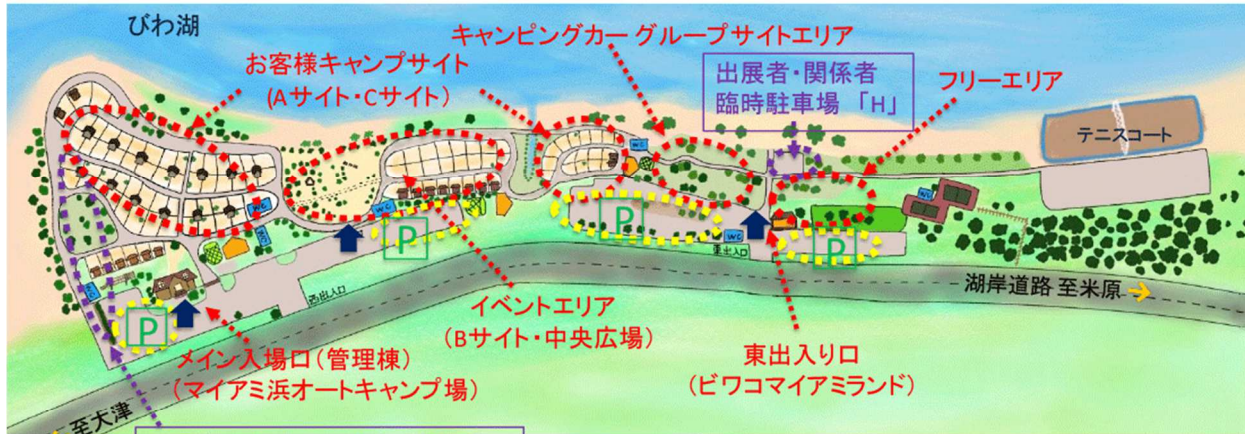 びわ湖
キャンピングカー グループサイトエリア
お客様キャンプサイト
(Aサイト・Cサイト)
出展者・関係者
臨時駐車場 「H」
フリーエリア
テニスコート
WC
WC
WC
WC
WC
WC
WC
WC
P
P
P
P
東出入口
西出入口
湖岸道路 至米原
イベントエリア
(Bサイト・中央広場)
メイン入場口(管理棟)
(マイアミ浜オートキャンプ場)
東出入り口
(ビワコマイアミランド)
至大津